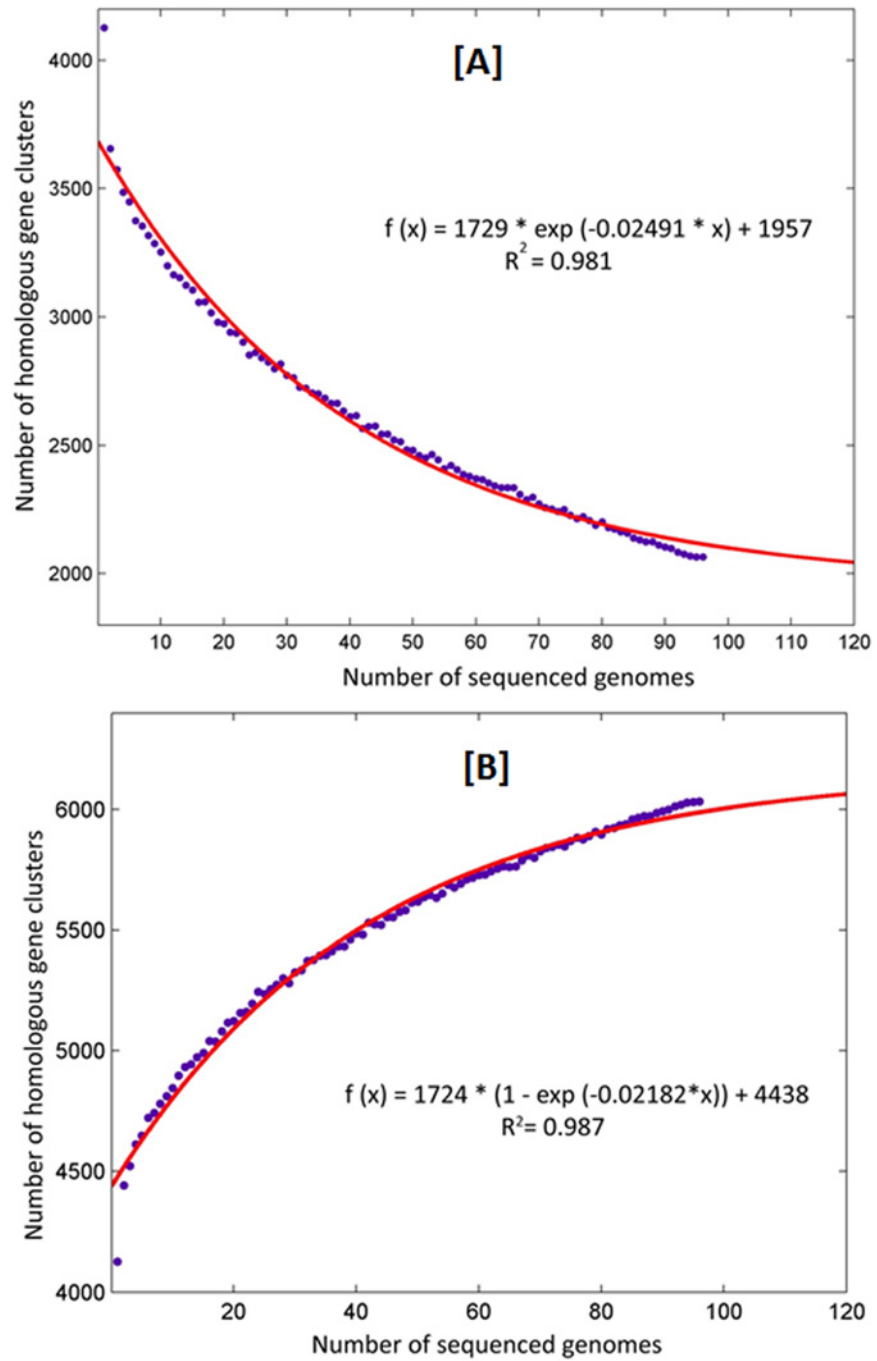 [A]
Number of homologous gene clusters
4000
3500
3000
2500
2000
f (x) = 1729 * exp (-0.02491 * x) + 1957
R² = 0.981
10 20 30 40 50 60 70 80 90 100 110 120
Number of sequenced genomes
[B]
Number of homologous gene clusters
6000
5500
5000
4500
4000
f (x) = 1724 * (1 - exp (-0.02182*x)) + 4438
R²= 0.987
20 40 60 80 100 120
Number of sequenced genomes